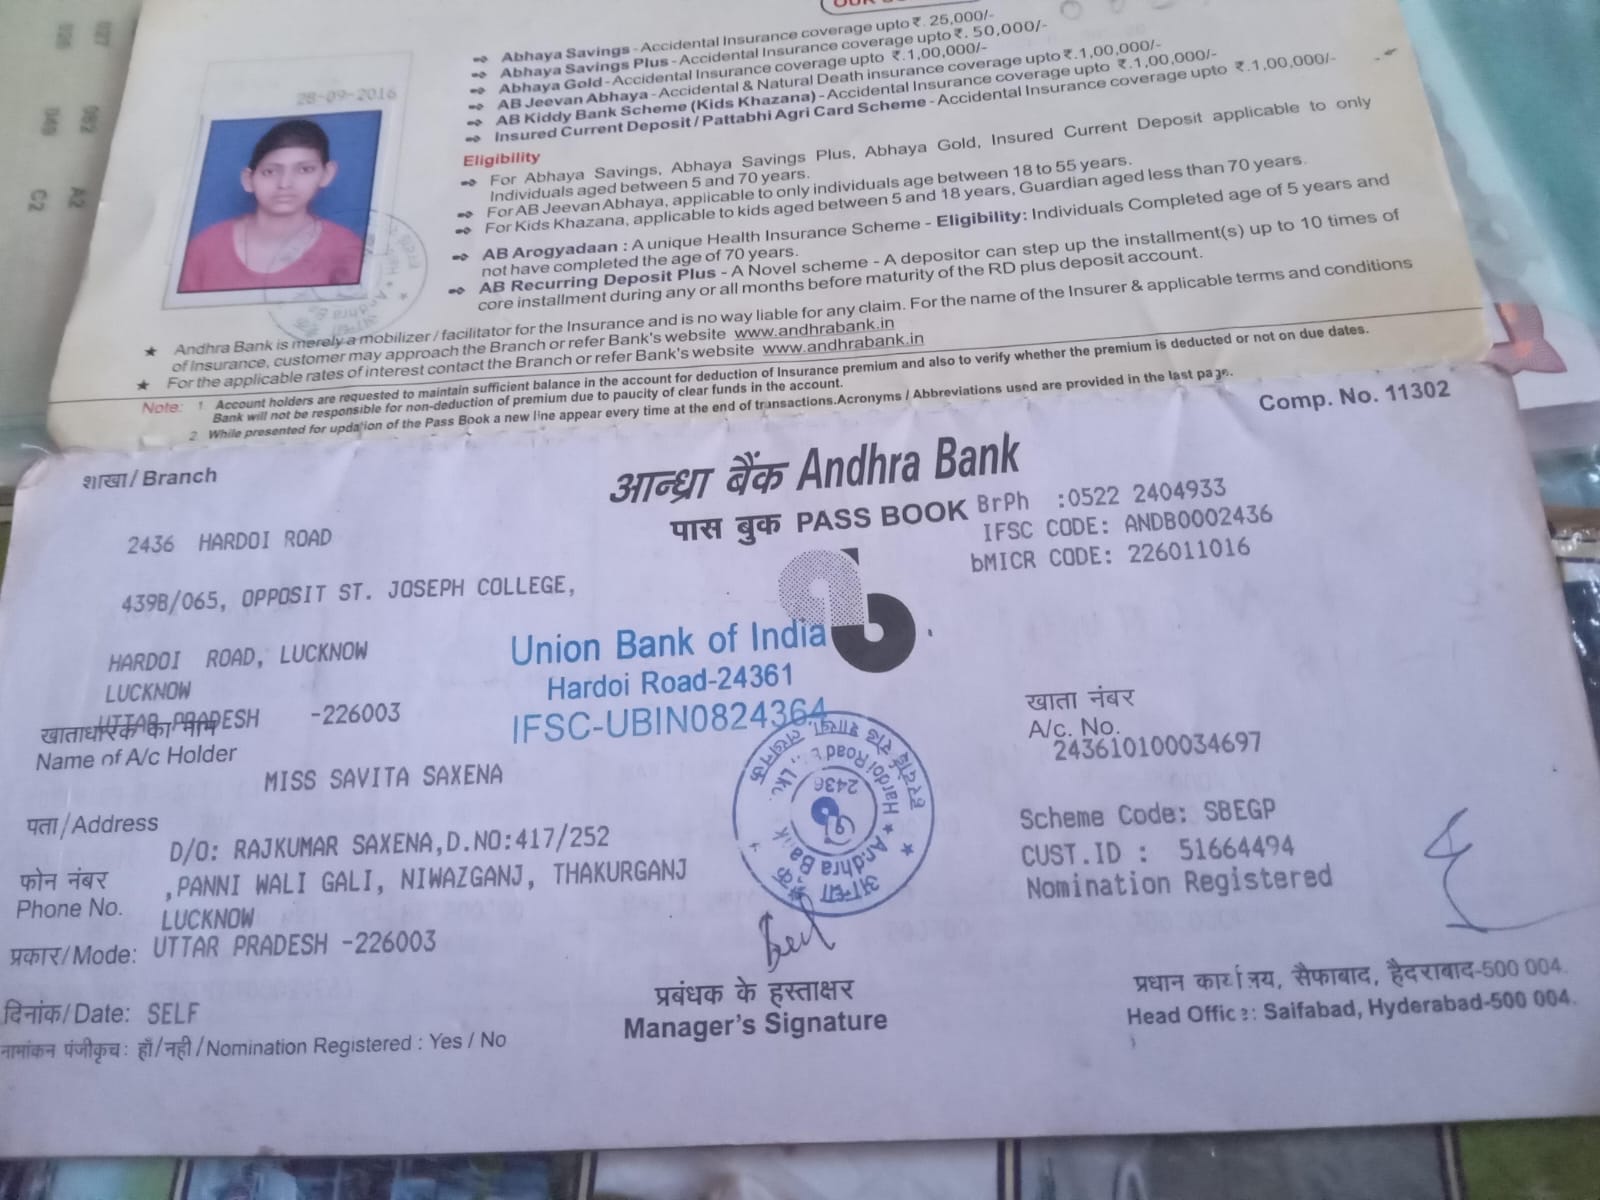 028 027
D49 082
C2 A2
28-09-2016
➾ Abhaya Savings - Accidental Insurance coverage upto ₹. 25,000/-
➾ Abhaya Savings Plus - Accidental Insurance coverage upto ₹. 50,000/-
➾ Abhaya Gold - Accidental Insurance coverage upto ₹.1,00,000/-
➾ AB Jeevan Abhaya - Accidental & Natural Death insurance coverage upto ₹.1,00,000/-
➾ AB Kiddy Bank Scheme (Kids Khazana) - Accidental Insurance coverage upto ₹.1,00,000/-
➾ Insured Current Deposit / Pattabhi Agri Card Scheme - Accidental Insurance coverage upto ₹.1,00,000/-
Eligibility
➾ For Abhaya Savings, Abhaya Savings Plus, Abhaya Gold, Insured Current Deposit applicable to only
Individuals aged between 5 and 70 years.
➾ For AB Jeevan Abhaya, applicable to only individuals age between 18 to 55 years.
➾ For Kids Khazana, applicable to kids aged between 5 and 18 years, Guardian aged less than 70 years.
➾ AB Arogyadaan : A unique Health Insurance Scheme - Eligibility: Individuals Completed age of 5 years and
not have completed the age of 70 years.
➾ AB Recurring Deposit Plus - A Novel scheme - A depositor can step up the installment(s) up to 10 times of
core installment during any or all months before maturity of the RD plus deposit account.
★ Andhra Bank is merely a mobilizer / facilitator for the Insurance and is no way liable for any claim. For the name of the Insurer & applicable terms and conditions
of Insurance, customer may approach the Branch or refer Bank's website www.andhrabank.in
★ For the applicable rates of interest contact the Branch or refer Bank's website www.andhrabank.in
Note: 1. Account holders are requested to maintain sufficient balance in the account for deduction of Insurance premium and also to verify whether the premium is deducted or not on due dates.
Bank will not be responsible for non-deduction of premium due to paucity of clear funds in the account.
2. While presented for updation of the Pass Book a new line appear every time at the end of transactions.Acronyms / Abbreviations used are provided in the last page.
Comp. No. 11302
शाखा / Branch
आन्ध्रा बैंक Andhra Bank
पास बुक PASS BOOK
BrPh :0522 2404933
IFSC CODE: ANDB0002436
bMICR CODE: 226011016
2436 HARDOI ROAD
439B/065, OPPOSIT ST. JOSEPH COLLEGE,
HARDOI ROAD, LUCKNOW
LUCKNOW
UTTAR PRADESH -226003
Union Bank of India
Hardoi Road-24361
IFSC-UBIN0824364
खाताधारक का नाम
Name of A/c Holder
MISS SAVITA SAXENA
खाता नंबर
A/c. No.
243610100034697
पता / Address
D/O: RAJKUMAR SAXENA,D.NO:417/252
,PANNI WALI GALI, NIWAZGANJ, THAKURGANJ
LUCKNOW
UTTAR PRADESH -226003
फोन नंबर
Phone No.
प्रकार/Mode:
Scheme Code: SBEGP
CUST.ID : 51664494
Nomination Registered
Andhra Bank ★ Hardoi Road
2436
दिनांक/Date: SELF
नामांकन पंजीकृच: हाँ/नही/Nomination Registered : Yes / No
प्रबंधक के हस्ताक्षर
Manager's Signature
प्रधान कार्यालय, सैफाबाद, हैदराबाद-500 004.
Head Office: Saifabad, Hyderabad-500 004.